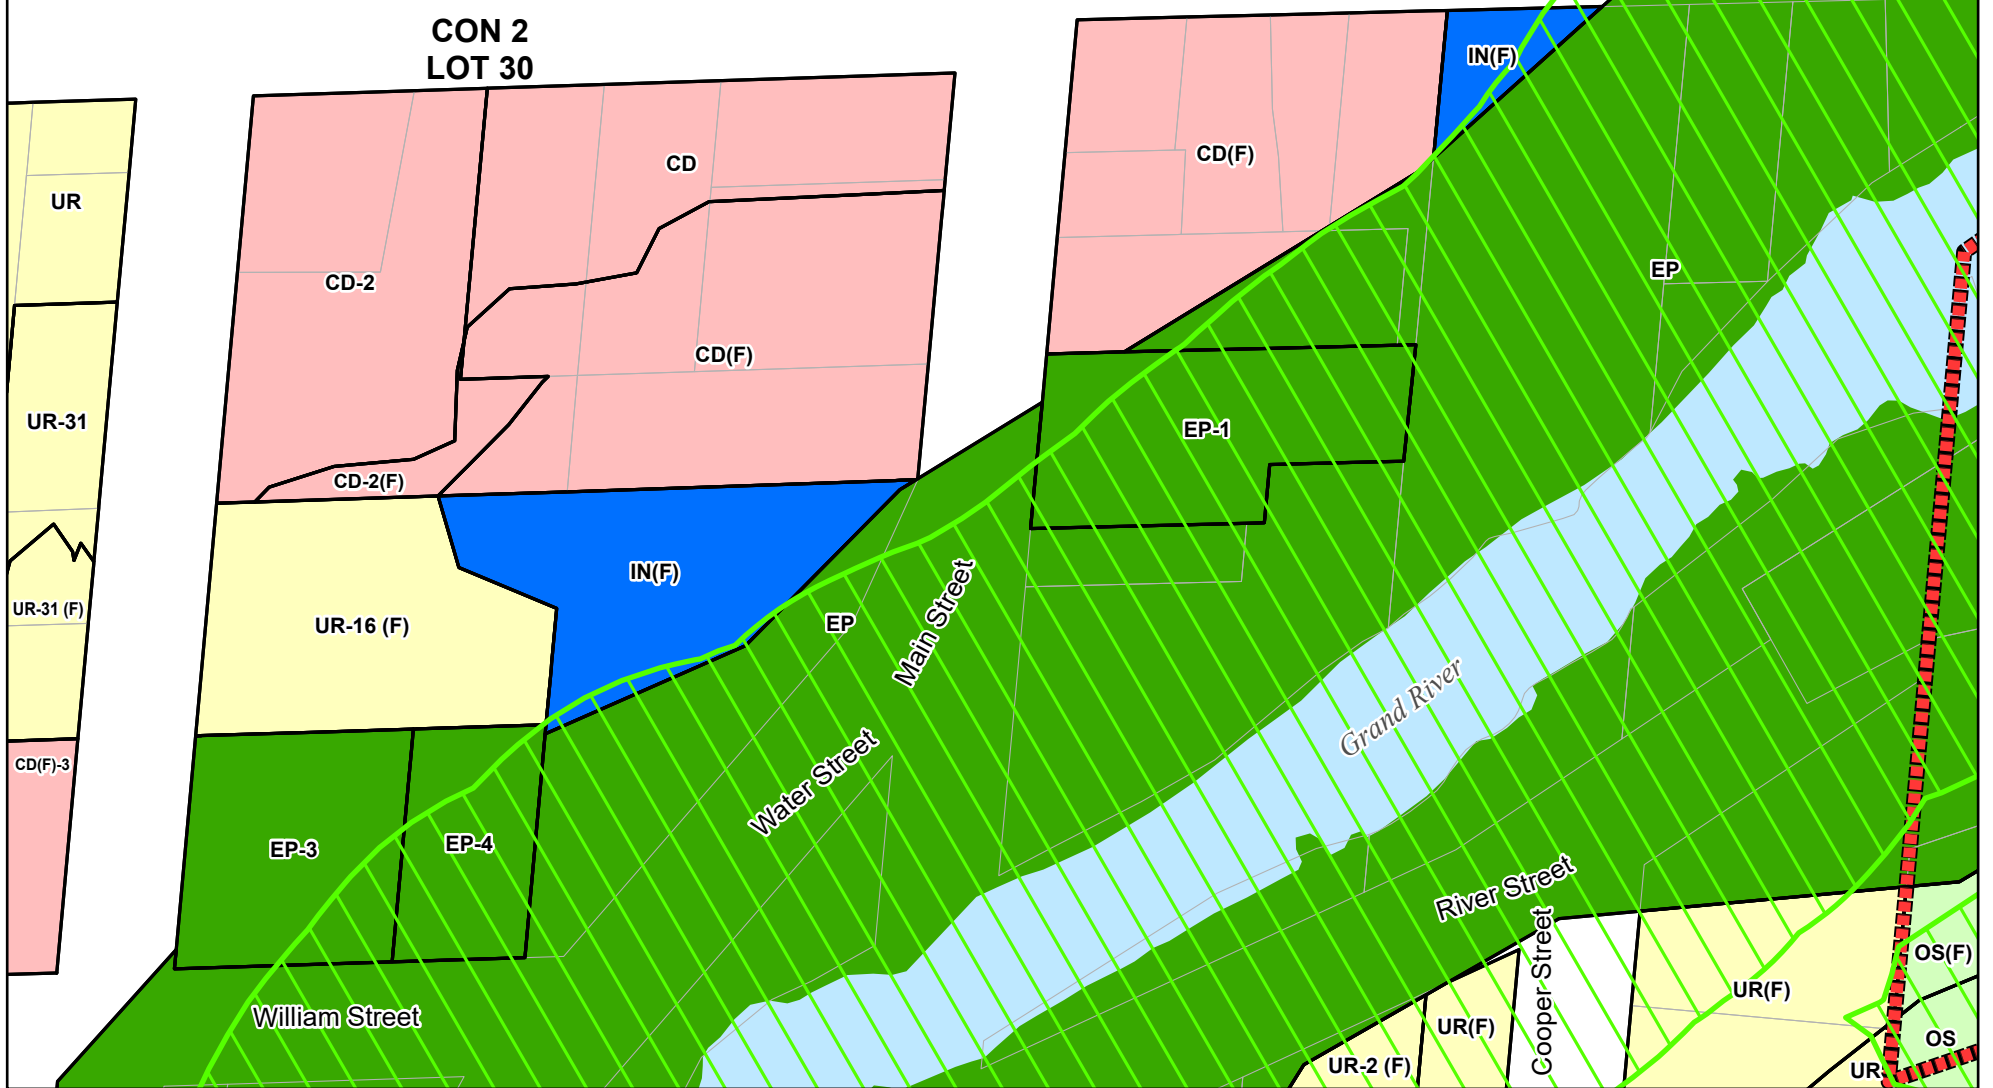 CON 2
LOT 30
IN(F)
CD
CD(F)
UR
EP
CD-2
CD(F)
UR-31
EP-1
CD-2(F)
IN(F)
UR-31 (F)
UR-16 (F)
EP
Main Street
Grand River
CD(F)-3
Water Street
EP-3
EP-4
River Street
Cooper Street
OS(F)
UR(F)
William Street
UR(F)
OS
UR-2 (F)